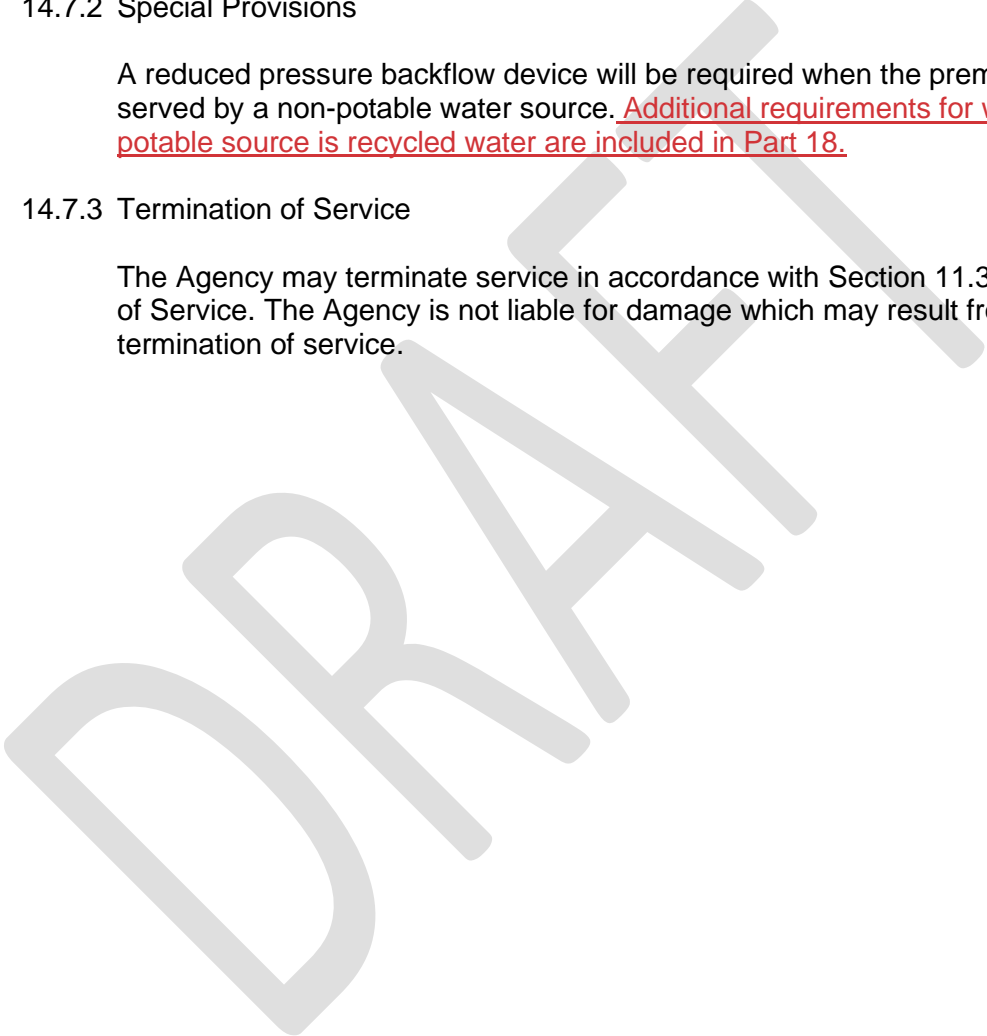 14.7.2 Special Provisions
A reduced pressure backflow device will be required when the
served by a non-potable water source. Additional requirements for
potable source is recycled water are included in Part 18.
14.7.3 Termination of Service
The Agency may terminate service in accordance with Section 11.3
of Service. The Agency is not liable for damage which may result
termination of service.
DRAFT